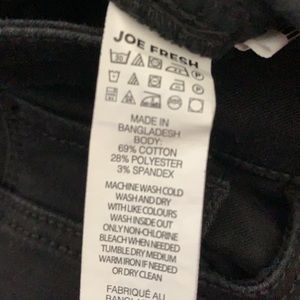 JOE FRESH
MADE IN
BANGLADESH
BODY:
69% COTTON
28% POLYESTER
3% SPANDEX
MACHINE WASH COLD
WASH AND DRY
WITH LIKE COLOURS
WASH INSIDE OUT
ONLY NON-CHLORINE
BLEACH WHEN NEEDED
TUMBLE DRY MEDIUM
WARM IRON IF NEEDED
OR DRY CLEAN
FABRIQUÉ AU